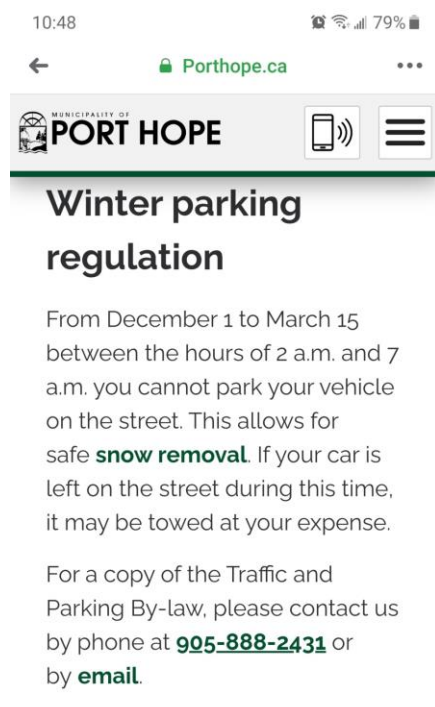 10:48
79%
Porthope.ca
MUNICIPALITY OF
PORT HOPE
Winter parking
regulation
From December 1 to March 15
between the hours of 2 a.m. and 7
a.m. you cannot park your vehicle
on the street. This allows for
safe snow removal. If your car is
left on the street during this time,
it may be towed at your expense.
For a copy of the Traffic and
Parking By-law, please contact us
by phone at 905-888-2431 or
by email.